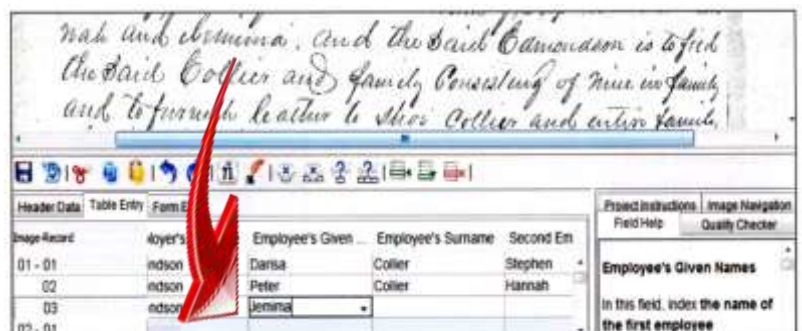 nah and Jemima, and the said Edmondson is to feed
the said Collier and family Consesting of nine in family
and to furnish leather to shoe Collier and entire family,
Header Data Table Entry Form E
Project Instructions Image Navigation
Field Help Quality Checker
Image-Record loyer's Employee's Given ... Employee's Surname Second Em
01 - 01 ndson Darisa Collier Stephen
02 ndson Peter Collier Hannah
03 ndson Jemima
02 - 01
Employee's Given Names
In this field, index the name of
the first employee